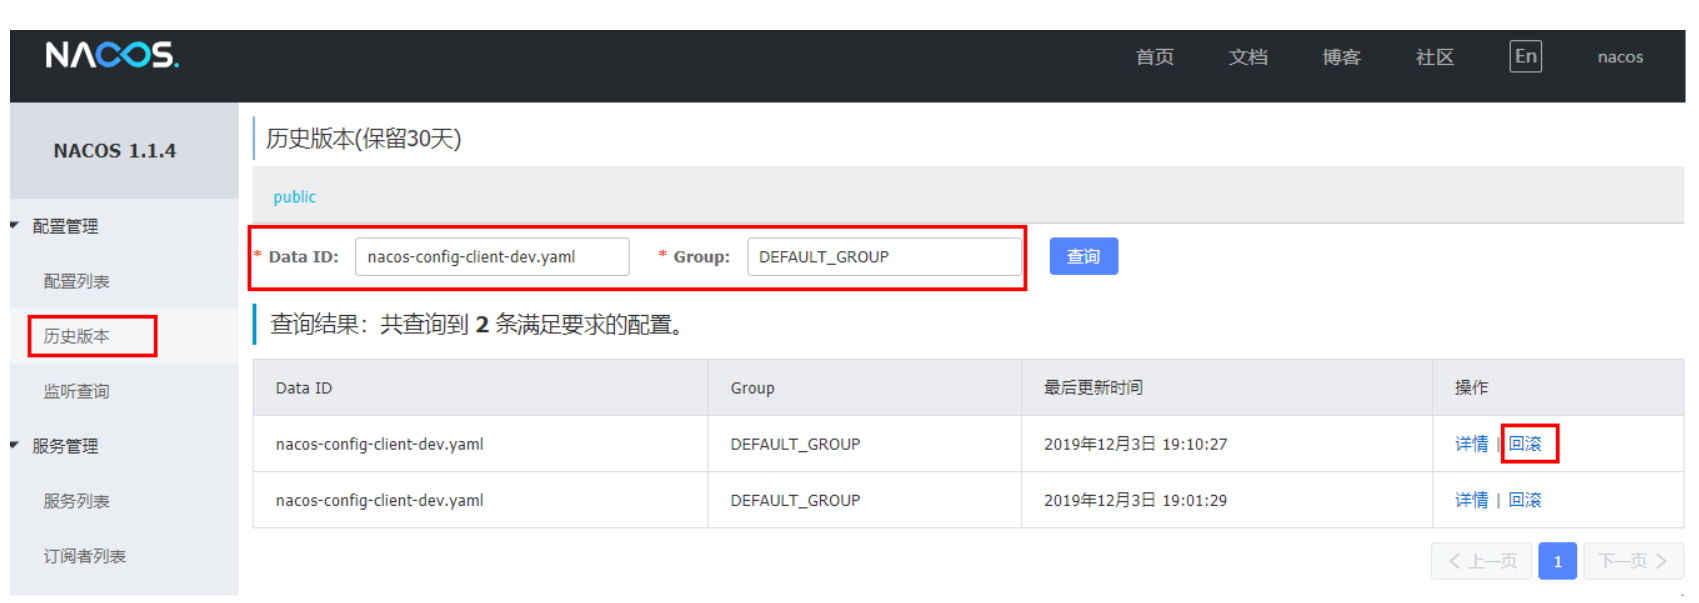 NACOS.
首页 文档 博客 社区 En nacos
NACOS 1.1.4
配置管理
配置列表
历史版本
监听查询
服务管理
服务列表
订阅者列表
历史版本(保留30天)
public
* Data ID: nacos-config-client-dev.yaml * Group: DEFAULT_GROUP 查询
查询结果：共查询到 2 条满足要求的配置。
Data ID Group 最后更新时间 操作
nacos-config-client-dev.yaml DEFAULT_GROUP 2019年12月3日 19:10:27 详情 | 回滚
nacos-config-client-dev.yaml DEFAULT_GROUP 2019年12月3日 19:01:29 详情 | 回滚
< 上一页 1 下一页 >